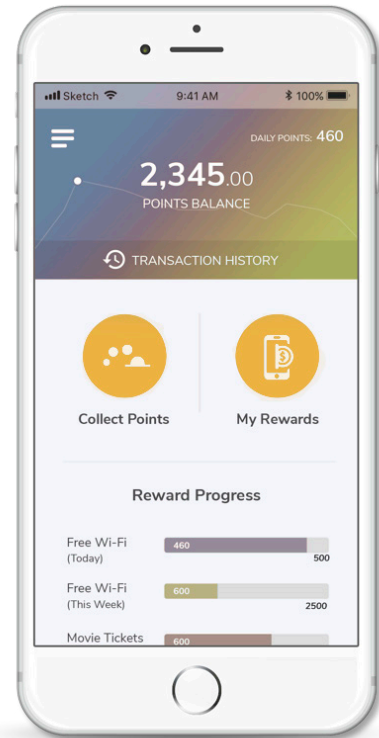 Sketch 9:41 AM 100%
DAILY POINTS: 460
2,345.00
POINTS BALANCE
TRANSACTION HISTORY
Collect Points My Rewards
Reward Progress
Free Wi-Fi 460
(Today) 500
Free Wi-Fi 600
(This Week) 2500
Movie Tickets 600